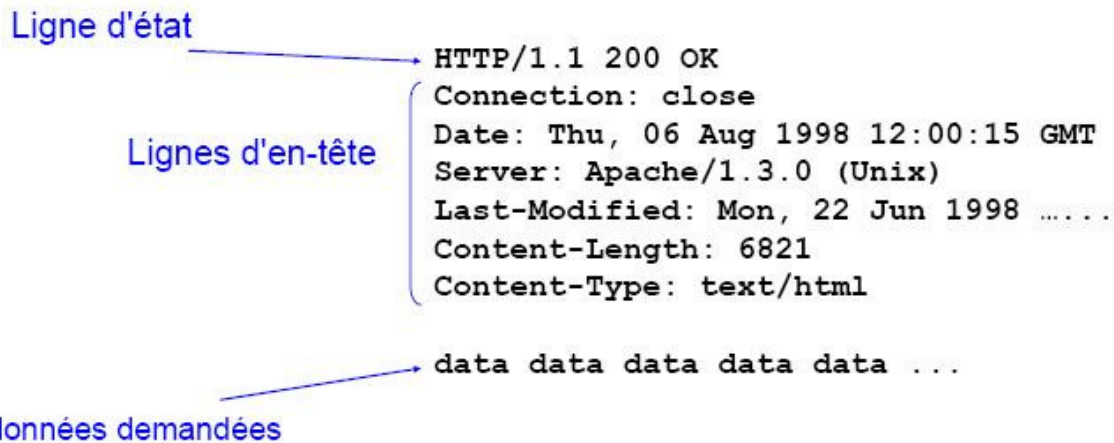 Ligne d'état
HTTP/1.1 200 OK
Lignes d'en-tête
Connection: close
Date: Thu, 06 Aug 1998 12:00:15 GMT
Server: Apache/1.3.0 (Unix)
Last-Modified: Mon, 22 Jun 1998 …...
Content-Length: 6821
Content-Type: text/html
data data data data data ...
données demandées